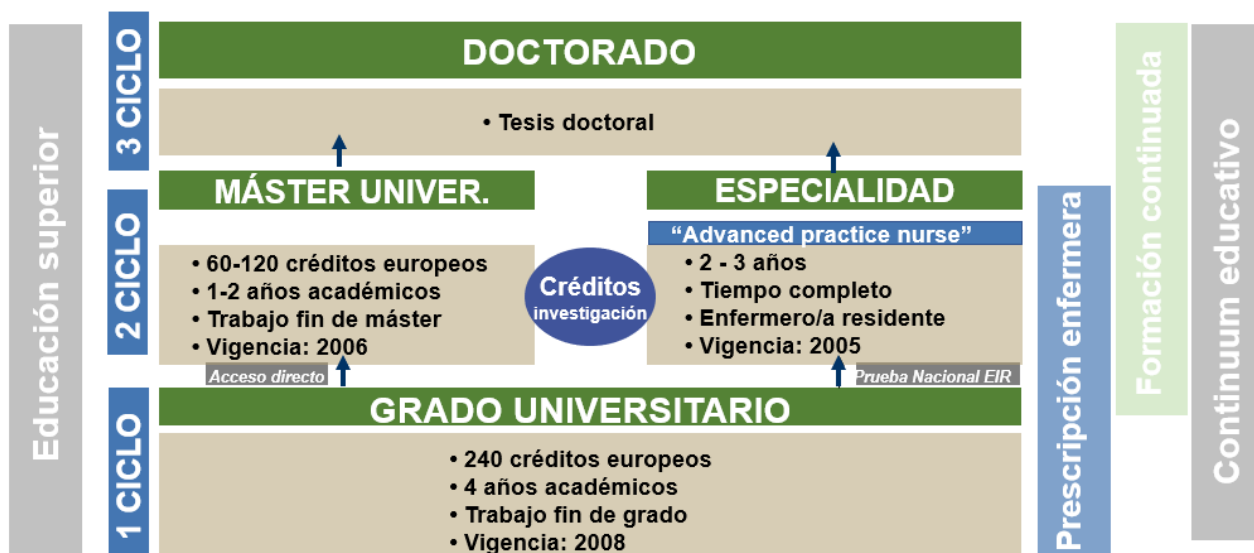 Educación superior
3 CICLO
DOCTORADO
• Tesis doctoral
2 CICLO
MÁSTER UNIVER.
• 60-120 créditos europeos
• 1-2 años académicos
• Trabajo fin de máster
• Vigencia: 2006
Acceso directo
Créditos
investigación
ESPECIALIDAD
“Advanced practice nurse”
• 2 - 3 años
• Tiempo completo
• Enfermero/a residente
• Vigencia: 2005
Prueba Nacional EIR
1 CICLO
GRADO UNIVERSITARIO
• 240 créditos europeos
• 4 años académicos
• Trabajo fin de grado
• Vigencia: 2008
Prescripción enfermera
Formación continuada
Continuum educativo